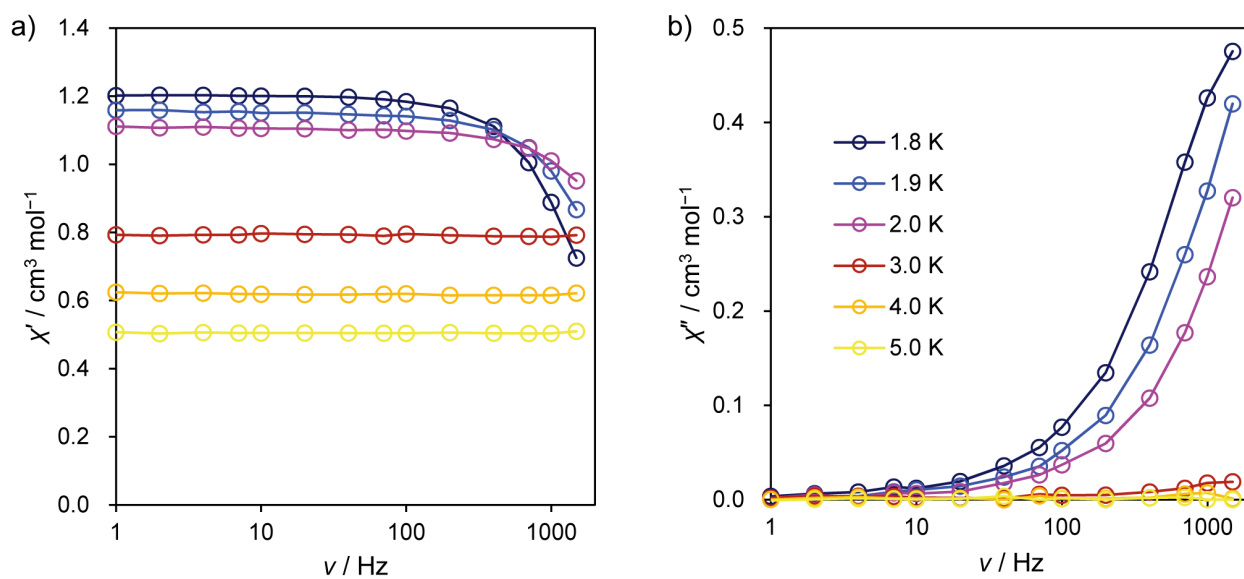 a)
1.4
1.2
1.0
0.8
0.6
0.4
0.2
0.0
χ′ / cm³ mol⁻¹
1
10
100
1000
ν / Hz
b)
0.5
0.4
0.3
0.2
0.1
0.0
χ″ / cm³ mol⁻¹
1.8 K
1.9 K
2.0 K
3.0 K
4.0 K
5.0 K
1
10
100
1000
ν / Hz